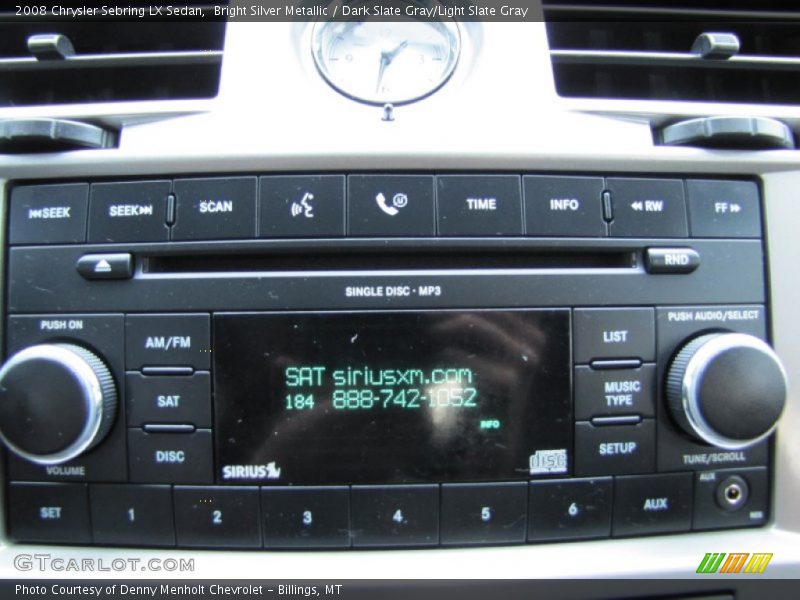 2008 Chrysler Sebring LX Sedan, Bright Silver Metallic / Dark Slate Gray/Light Slate Gray
SEEK SEEK SCAN TIME INFO RW FF
RND
SINGLE DISC · MP3
PUSH ON
PUSH AUDIO/SELECT
AM/FM
LIST
SAT siriusxm.com
SAT
MUSIC
TYPE
184 888-742-1052
INFO
DISC
SETUP
VOLUME
SIRIUS
disc
TUNE/SCROLL
SET 1 2 3 4 5 6 AUX
AUX
GTCARLOT.COM
Photo Courtesy of Denny Menholt Chevrolet – Billings, MT